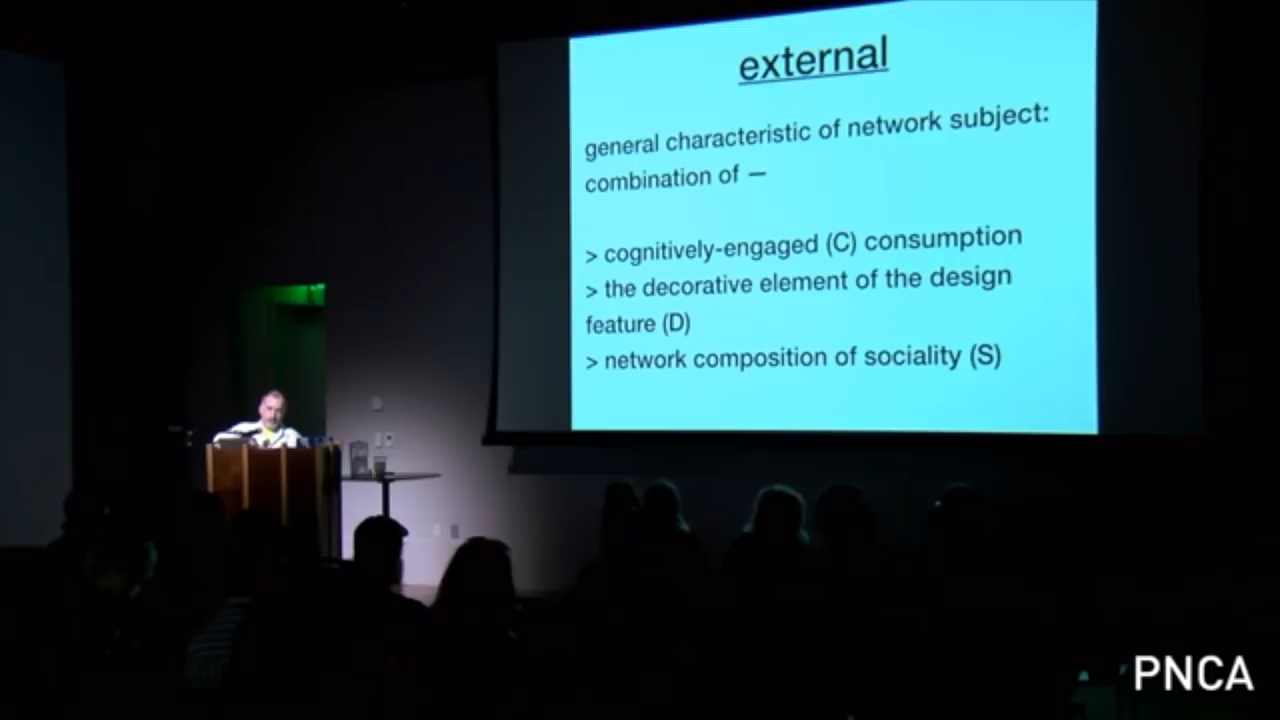 external
general characteristic of network subject:
combination of —
> cognitively-engaged (C) consumption
> the decorative element of the design
feature (D)
> network composition of sociality (S)
PNCA